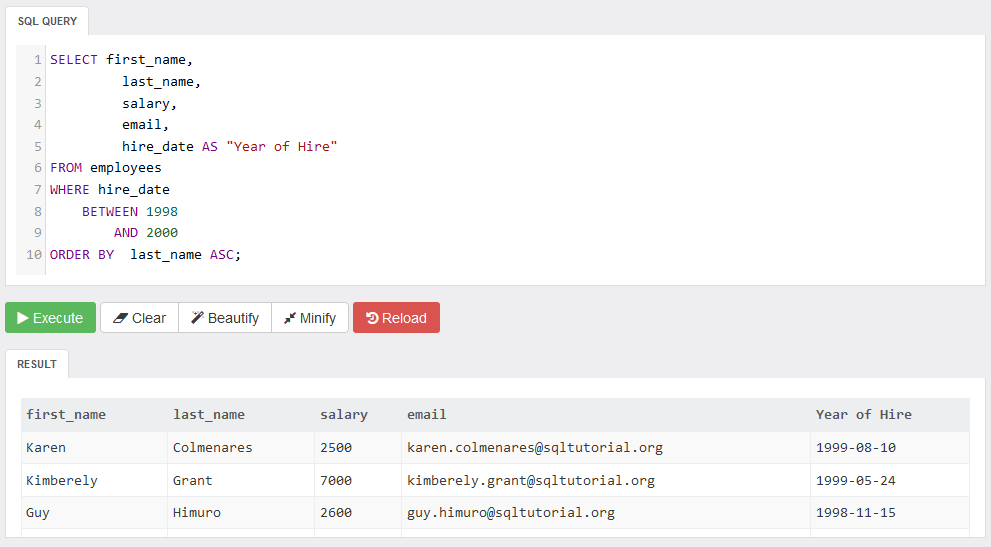 SQL QUERY
1 SELECT first_name,
2 last_name,
3 salary,
4 email,
5 hire_date AS "Year of Hire"
6 FROM employees
7 WHERE hire_date
8 BETWEEN 1998
9 AND 2000
10 ORDER BY last_name ASC;
Execute Clear Beautify Minify Reload
RESULT
first_name last_name salary email Year of Hire
Karen Colmenares 2500 karen.colmenares@sqltutorial.org 1999-08-10
Kimberely Grant 7000 kimberely.grant@sqltutorial.org 1999-05-24
Guy Himuro 2600 guy.himuro@sqltutorial.org 1998-11-15